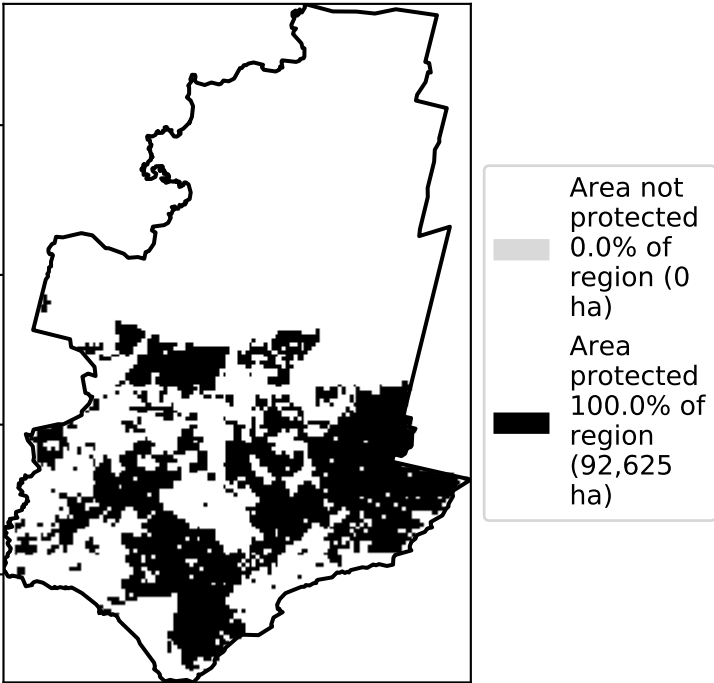 Area not
protected
0.0% of
region (0
ha)
Area
protected
100.0% of
region
(92,625
ha)